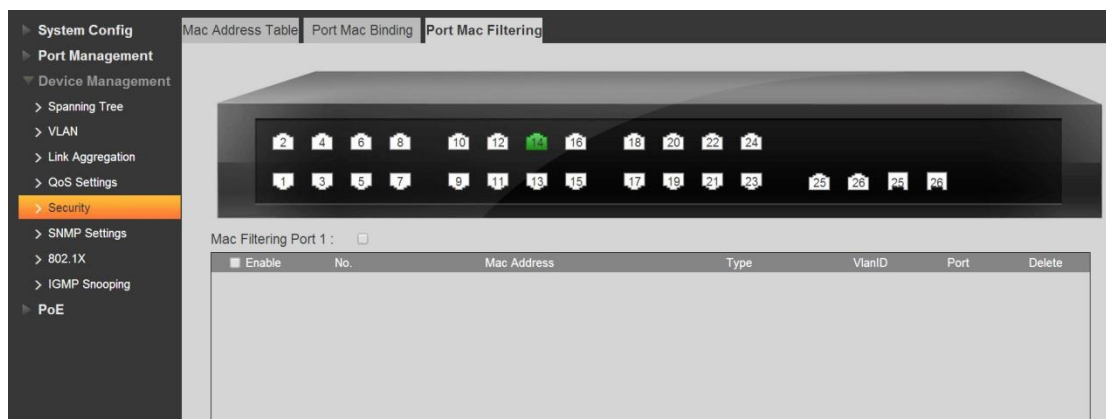 System Config
Port Management
Device Management
> Spanning Tree
> VLAN
> Link Aggregation
> QoS Settings
> Security
> SNMP Settings
> 802.1X
> IGMP Snooping
PoE
Mac Address Table Port Mac Binding Port Mac Filtering
2 4 6 8 10 12 14 16 18 20 22 24
1 3 5 7 9 11 13 15 17 19 21 23 25 26 25 26
Mac Filtering Port 1 :
Enable No. Mac Address Type VlanID Port Delete